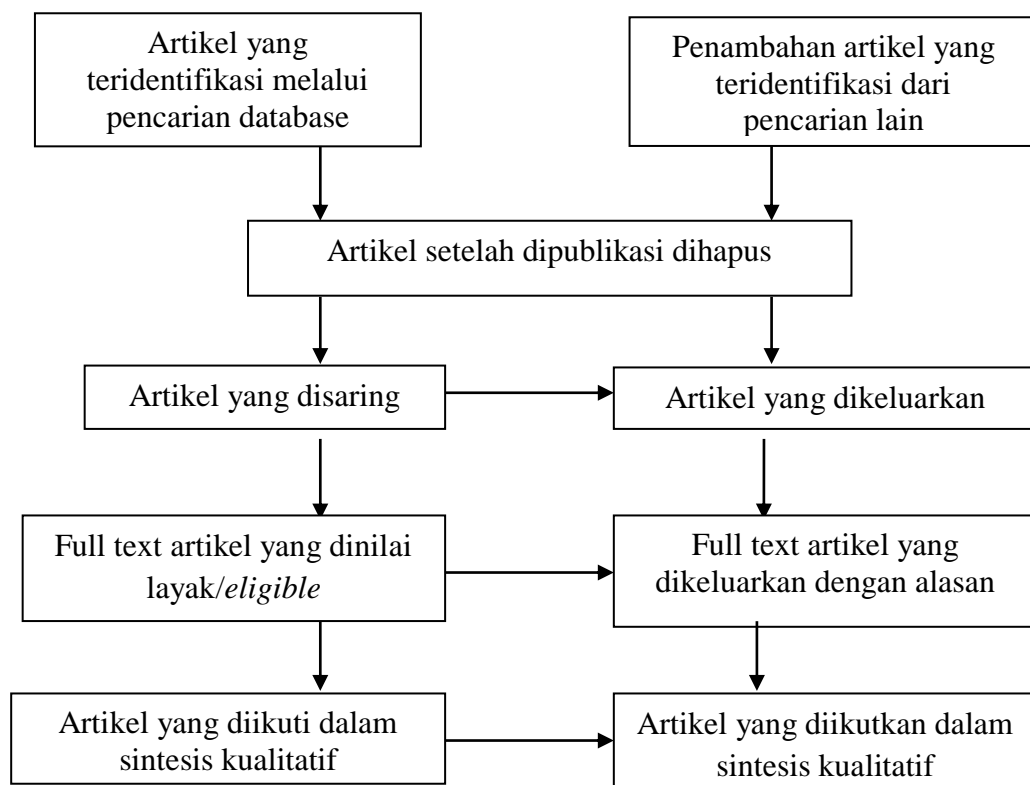 Artikel yang
teridentifikasi melalui
pencarian database
Penambahan artikel yang
teridentifikasi dari
pencarian lain
Artikel setelah dipublikasi dihapus
Artikel yang disaring
Artikel yang dikeluarkan
Full text artikel yang dinilai
layak/eligible
Full text artikel yang
dikeluarkan dengan alasan
Artikel yang diikuti dalam
sintesis kualitatif
Artikel yang diikutkan dalam
sintesis kualitatif